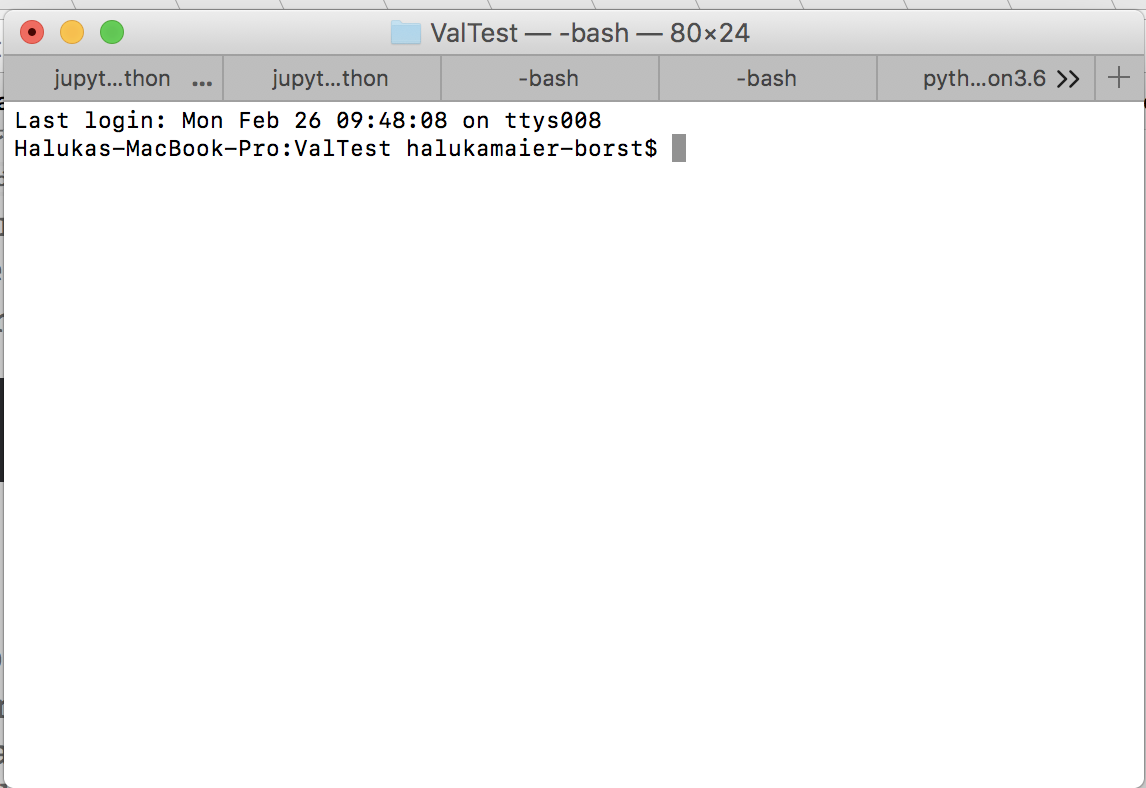 ValTest — -bash — 80×24
jupyt...thon ... jupyt...thon -bash -bash pyth...on3.6 >> +
Last login: Mon Feb 26 09:48:08 on ttys008
Halukas-MacBook-Pro:ValTest halukamaier-borst$